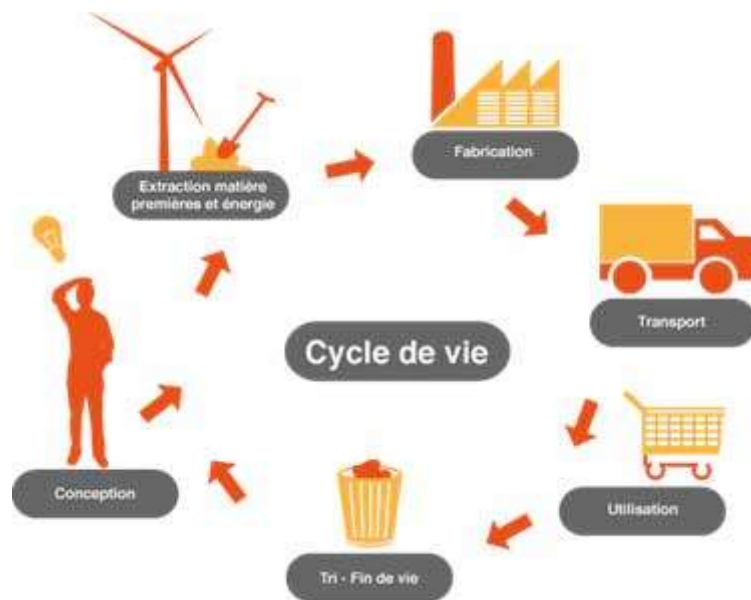 Fabrication
Extraction matière
premières et énergie
Transport
Cycle de vie
Conception
Utilisation
Tri - Fin de vie